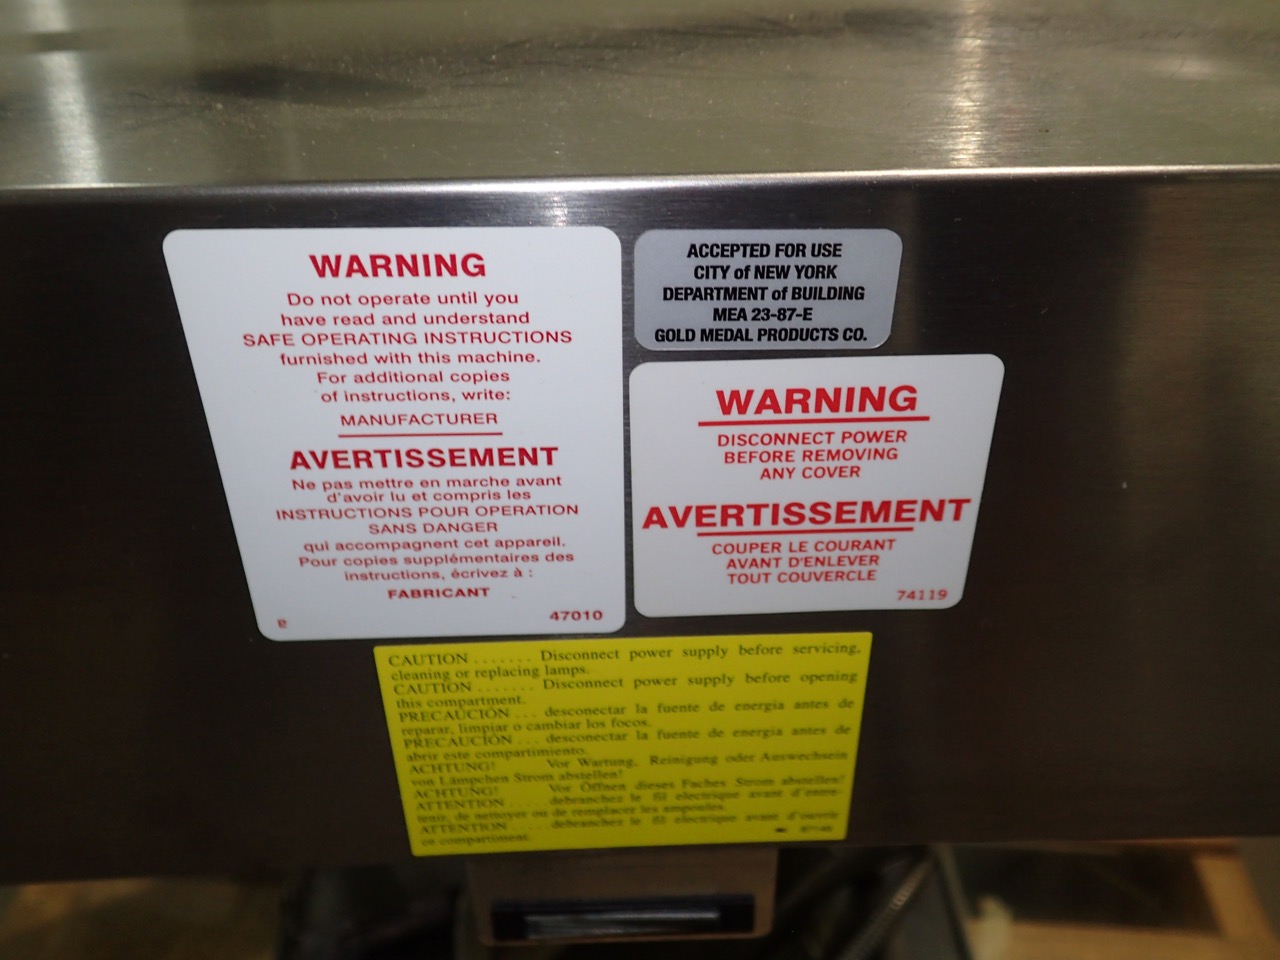 WARNING
Do not operate until you
have read and understand
SAFE OPERATING INSTRUCTIONS
furnished with this machine.
For additional copies
of instructions, write:
MANUFACTURER
AVERTISSEMENT
Ne pas mettre en marche avant
d'avoir lu et compris les
INSTRUCTIONS POUR OPERATION
SANS DANGER
qui accompagnent cet appareil.
Pour copies supplémentaires des
instructions, écrivez à :
FABRICANT
47010
ACCEPTED FOR USE
CITY of NEW YORK
DEPARTMENT of BUILDING
MEA 23-87-E
GOLD MEDAL PRODUCTS CO.
WARNING
DISCONNECT POWER
BEFORE REMOVING
ANY COVER
AVERTISSEMENT
COUPER LE COURANT
AVANT D'ENLEVER
TOUT COUVERCLE
74119
CAUTION ....... Disconnect power supply before servicing,
cleaning or replacing lamps.
CAUTION ....... Disconnect power supply before opening
this compartment.
PRECAUCIÓN ... desconectar la fuente de energia antes de
reparar, limpiar o cambiar los focos.
PRECAUCIÓN ... desconectar la fuente de energia antes de
abrir este compartimiento.
ACHTUNG! Vor Wartung, Reinigung oder Auswechseln
von Lämpchen Strom abstellen!
ACHTUNG! Vor Öffnen dieses Faches Strom abstellen!
ATTENTION ..... debranchez le fil electrique avant d'entre-
tenir, de nettoyer ou de remplacer les ampoules.
ATTENTION ..... debranchez le fil electrique avant d'ouvrir
ce compartiment.